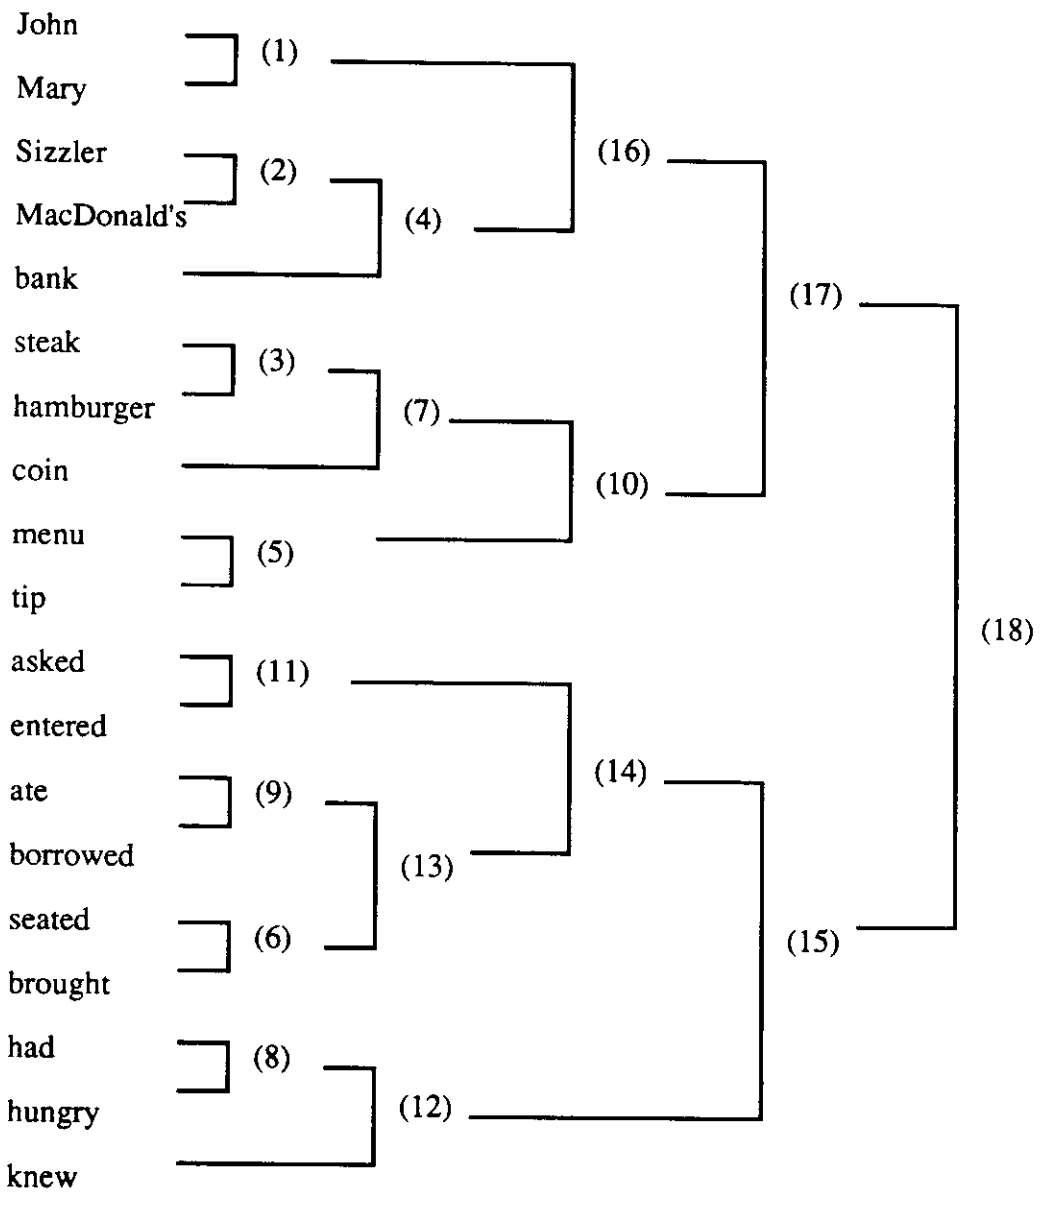 John
(1)
Mary
(16)
Sizzler
(2)
MacDonald's
(4)
bank
(17)
steak
(3)
hamburger
(7)
coin
(10)
menu
(5)
tip
(18)
asked
(11)
entered
(14)
ate
(9)
borrowed
(13)
seated
(6)
(15)
brought
had
(8)
hungry
(12)
knew